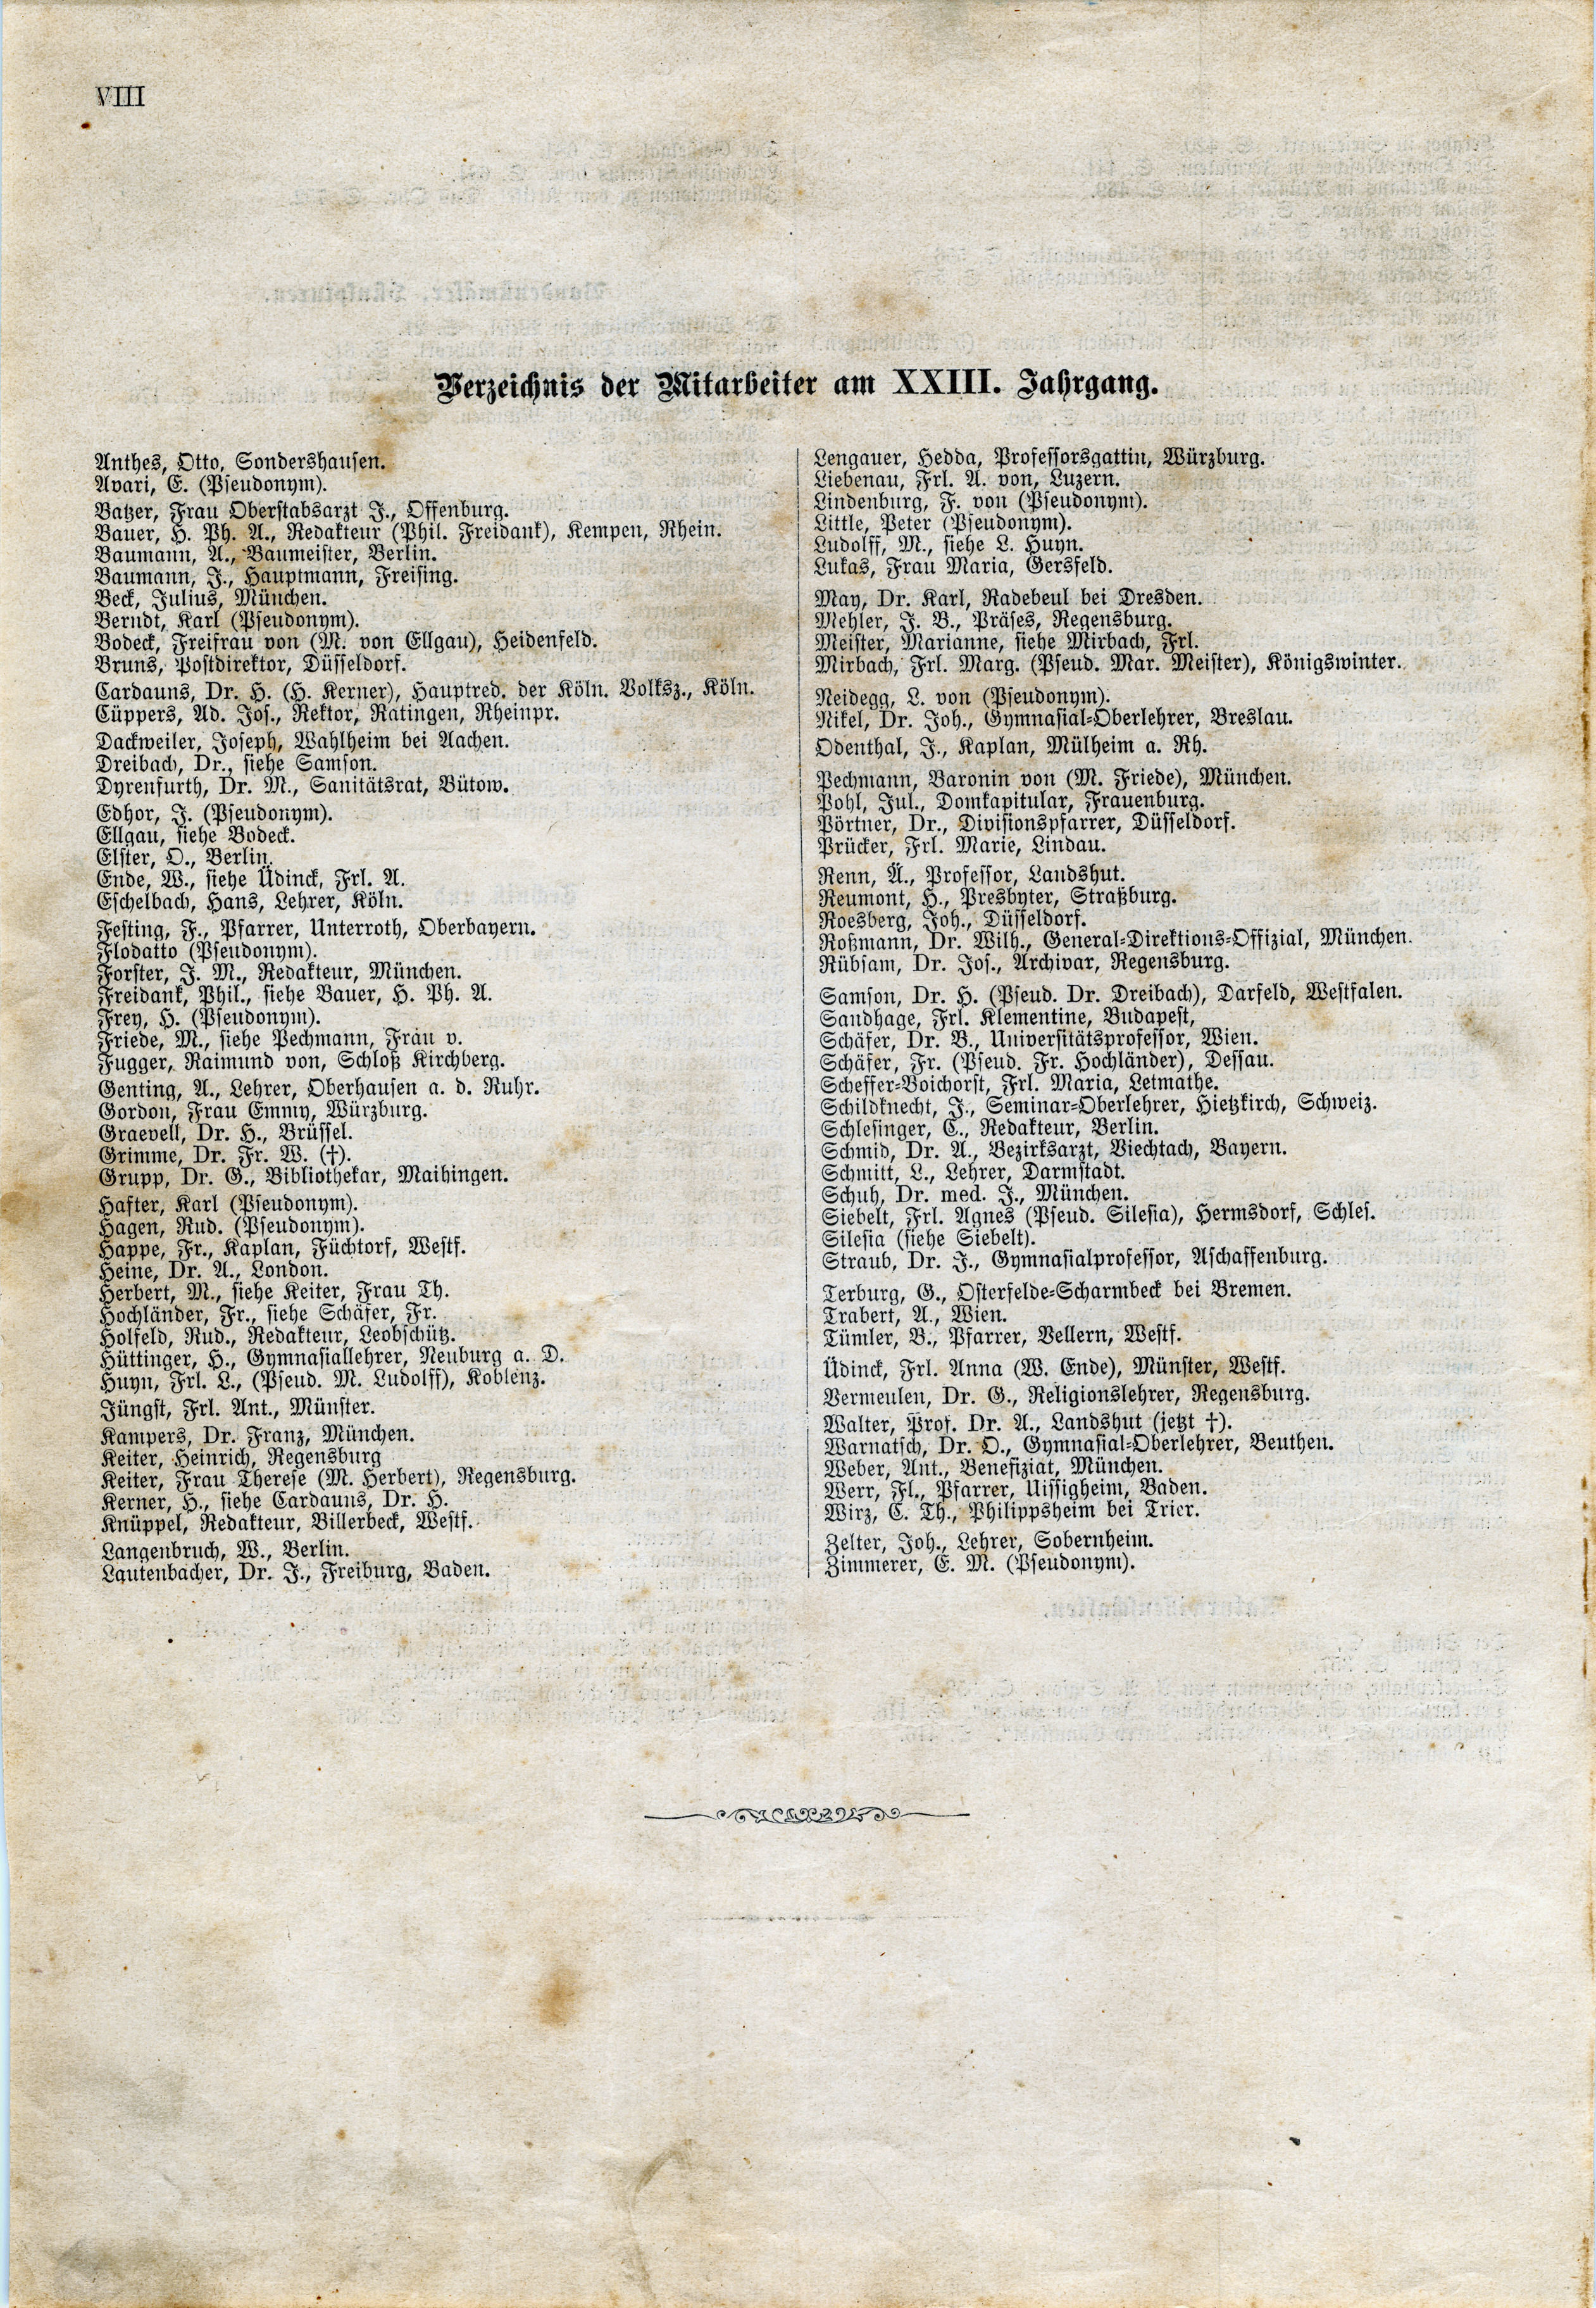 VIII
Verzeichnis der Mitarbeiter am XXIII. Jahrgang.
Anthes, Otto, Sondershausen.
Avari, E. (Pseudonym).
Batzer, Frau Oberstabsarzt J., Offenburg.
Bauer, H. Ph. A., Redakteur (Phil. Freidank), Kempen, Rhein.
Baumann, A., Baumeister, Berlin.
Baumann, J., Hauptmann, Freising.
Beck, Julius, München.
Berndt, Karl (Pseudonym).
Bodeck, Freifrau von (M. von Ellgau), Heidenfeld.
Bruns, Postdirektor, Düsseldorf.
Cardauns, Dr. H. (H. Kerner), Hauptred. der Köln. Volksz., Köln.
Cüppers, Ad. Jos., Rektor, Ratingen, Rheinpr.
Dackweiler, Joseph, Wahlheim bei Aachen.
Dreibach, Dr., siehe Samson.
Dyrenfurth, Dr. M., Sanitätsrat, Bütow.
Edhor, J. (Pseudonym).
Ellgau, siehe Bodeck.
Elster, O., Berlin.
Ende, W., siehe Üdinck, Frl. A.
Eschelbach, Hans, Lehrer, Köln.
Festing, F., Pfarrer, Unterroth, Oberbayern.
Flodatto (Pseudonym).
Forster, J. M., Redakteur, München.
Freidank, Phil., siehe Bauer, H. Ph. A.
Frey, H. (Pseudonym).
Friede, M., siehe Pechmann, Frau v.
Fugger, Raimund von, Schloß Kirchberg.
Genting, A., Lehrer, Oberhausen a. d. Ruhr.
Gordon, Frau Emmy, Würzburg.
Graevell, Dr. H., Brüssel.
Grimme, Dr. Fr. W. (†).
Grupp, Dr. G., Bibliothekar, Maihingen.
Hafter, Karl (Pseudonym).
Hagen, Rud. (Pseudonym).
Happe, Fr., Kaplan, Füchtorf, Westf.
Heine, Dr. A., London.
Herbert, M., siehe Keiter, Frau Th.
Hochländer, Fr., siehe Schäfer, Fr.
Holfeld, Rud., Redakteur, Leobschütz.
Hüttinger, H., Gymnasiallehrer, Neuburg a. D.
Huyn, Frl. L., (Pseud. M. Ludolff), Koblenz.
Jüngst, Frl. Ant., Münster.
Kampers, Dr. Franz, München.
Keiter, Heinrich, Regensburg
Keiter, Frau Therese (M. Herbert), Regensburg.
Kerner, H., siehe Cardauns, Dr. H.
Knüppel, Redakteur, Billerbeck, Westf.
Langenbruch, W., Berlin.
Lautenbacher, Dr. J., Freiburg, Baden.
Lengauer, Hedda, Professorsgattin, Würzburg.
Liebenau, Frl. A. von, Luzern.
Lindenburg, F. von (Pseudonym).
Little, Peter (Pseudonym).
Ludolff, M., siehe L. Huyn.
Lukas, Frau Maria, Gersfeld.
May, Dr. Karl, Radebeul bei Dresden.
Mehler, J. B., Präses, Regensburg.
Meister, Marianne, siehe Mirbach, Frl.
Mirbach, Frl. Marg. (Pseud. Mar. Meister), Königswinter.
Neidegg, L. von (Pseudonym).
Nikel, Dr. Joh., Gymnasial-Oberlehrer, Breslau.
Odenthal, J., Kaplan, Mülheim a. Rh.
Pechmann, Baronin von (M. Friede), München.
Pohl, Jul., Domkapitular, Frauenburg.
Pörtner, Dr., Divisionspfarrer, Düsseldorf.
Prücker, Frl. Marie, Lindau.
Renn, Ä., Professor, Landshut.
Reumont, H., Presbyter, Straßburg.
Roesberg, Joh., Düsseldorf.
Roßmann, Dr. Wilh., General-Direktions-Offizial, München.
Rübsam, Dr. Jos., Archivar, Regensburg.
Samson, Dr. H. (Pseud. Dr. Dreibach), Darfeld, Westfalen.
Sandhage, Frl. Klementine, Budapest,
Schäfer, Dr. B., Universitätsprofessor, Wien.
Schäfer, Fr. (Pseud. Fr. Hochländer), Dessau.
Scheffer-Boichorst, Frl. Maria, Letmathe.
Schildknecht, J., Seminar-Oberlehrer, Hietzkirch, Schweiz.
Schlesinger, C., Redakteur, Berlin.
Schmid, Dr. A., Bezirksarzt, Viechtach, Bayern.
Schmitt, L., Lehrer, Darmstadt.
Schuh, Dr. med. J., München.
Siebelt, Frl. Agnes (Pseud. Silesia), Hermsdorf, Schles.
Silesia (siehe Siebelt).
Straub, Dr. J., Gymnasialprofessor, Aschaffenburg.
Terburg, G., Osterfelde-Scharmbeck bei Bremen.
Trabert, A., Wien.
Tümler, B., Pfarrer, Vellern, Westf.
Üdinck, Frl. Anna (W. Ende), Münster, Westf.
Vermeulen, Dr. G., Religionslehrer, Regensburg.
Walter, Prof. Dr. A., Landshut (jetzt †).
Warnatsch, Dr. O., Gymnasial-Oberlehrer, Beuthen.
Weber, Ant., Benefiziat, München.
Werr, Fl., Pfarrer, Uissigheim, Baden.
Wirz, C. Th., Philippsheim bei Trier.
Zelter, Joh., Lehrer, Sobernheim.
Zimmerer, E. M. (Pseudonym).